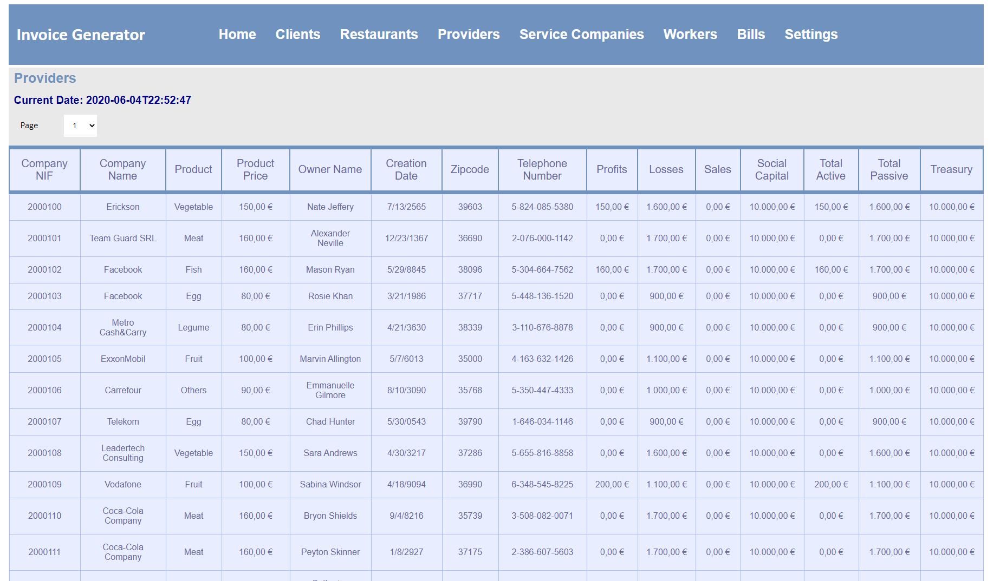 Invoice Generator Home Clients Restaurants Providers Service Companies Workers Bills Settings
Providers
Current Date: 2020-06-04T22:52:47
Page 1
Company NIF Company Name Product Product Price Owner Name Creation Date Zipcode Telephone Number Profits Losses Sales Social Capital Total Active Total Passive Treasury
2000100 Erickson Vegetable 150,00 € Nate Jeffery 7/13/2565 39603 5-824-085-5380 150,00 € 1.600,00 € 0,00 € 10.000,00 € 150,00 € 1.600,00 € 10.000,00 €
2000101 Team Guard SRL Meat 160,00 € Alexander Neville 12/23/1367 36690 2-076-000-1142 0,00 € 1.700,00 € 0,00 € 10.000,00 € 0,00 € 1.700,00 € 10.000,00 €
2000102 Facebook Fish 160,00 € Mason Ryan 5/29/8845 38096 5-304-664-7562 160,00 € 1.700,00 € 0,00 € 10.000,00 € 160,00 € 1.700,00 € 10.000,00 €
2000103 Facebook Egg 80,00 € Rosie Khan 3/21/1986 37717 5-448-136-1520 0,00 € 900,00 € 0,00 € 10.000,00 € 0,00 € 900,00 € 10.000,00 €
2000104 Metro Cash&Carry Legume 80,00 € Erin Phillips 4/21/3630 38339 3-110-676-8878 0,00 € 900,00 € 0,00 € 10.000,00 € 0,00 € 900,00 € 10.000,00 €
2000105 ExxonMobil Fruit 100,00 € Marvin Allington 5/7/6013 35000 4-163-632-1426 0,00 € 1.100,00 € 0,00 € 10.000,00 € 0,00 € 1.100,00 € 10.000,00 €
2000106 Carrefour Others 90,00 € Emmanuelle Gilmore 8/10/3090 35768 5-350-447-4333 0,00 € 1.000,00 € 0,00 € 10.000,00 € 0,00 € 1.000,00 € 10.000,00 €
2000107 Telekom Egg 80,00 € Chad Hunter 5/30/0543 39790 1-646-034-1146 0,00 € 900,00 € 0,00 € 10.000,00 € 0,00 € 900,00 € 10.000,00 €
2000108 Leadertech Consulting Vegetable 150,00 € Sara Andrews 4/30/3217 37286 5-655-816-8858 0,00 € 1.600,00 € 0,00 € 10.000,00 € 0,00 € 1.600,00 € 10.000,00 €
2000109 Vodafone Fruit 100,00 € Sabina Windsor 4/18/9094 36990 6-348-545-8225 200,00 € 1.100,00 € 0,00 € 10.000,00 € 200,00 € 1.100,00 € 10.000,00 €
2000110 Coca-Cola Company Meat 160,00 € Bryon Shields 9/4/8216 35739 3-508-082-0071 0,00 € 1.700,00 € 0,00 € 10.000,00 € 0,00 € 1.700,00 € 10.000,00 €
2000111 Coca-Cola Company Meat 160,00 € Peyton Skinner 1/8/2927 37175 2-386-607-5603 0,00 € 1.700,00 € 0,00 € 10.000,00 € 0,00 € 1.700,00 € 10.000,00 €